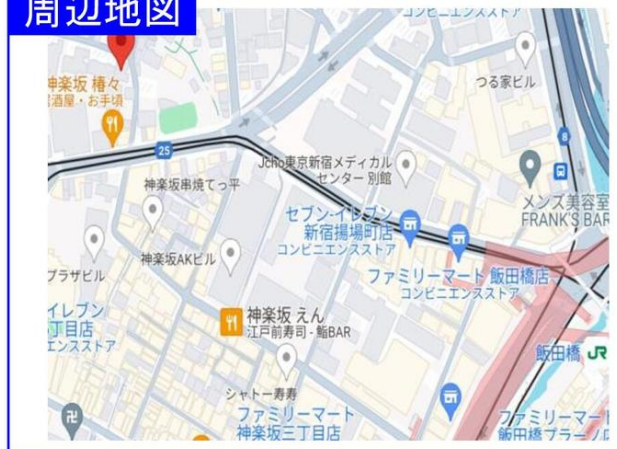 周辺地図
コンビニエンスストア
つる家ビル
神楽坂 椿々
居酒屋・お手頃
25
8
Jcho東京新宿メディカル
センター 別館
神楽坂串焼てっ平
メンズ美容室
FRANK'S BAR
セブン-イレブン
新宿揚場町店
コンビニエンスストア
神楽坂AKビル
プラザビル
ファミリーマート 飯田橋店
コンビニエンスストア
イレブン
丁目店
エンスストア
神楽坂 えん
江戸前寿司・鮨BAR
飯田橋 JR
シャトー寿寿
ファミリーマート
神楽坂三丁目店
ファミリーマート
飯田橋プラーノ店